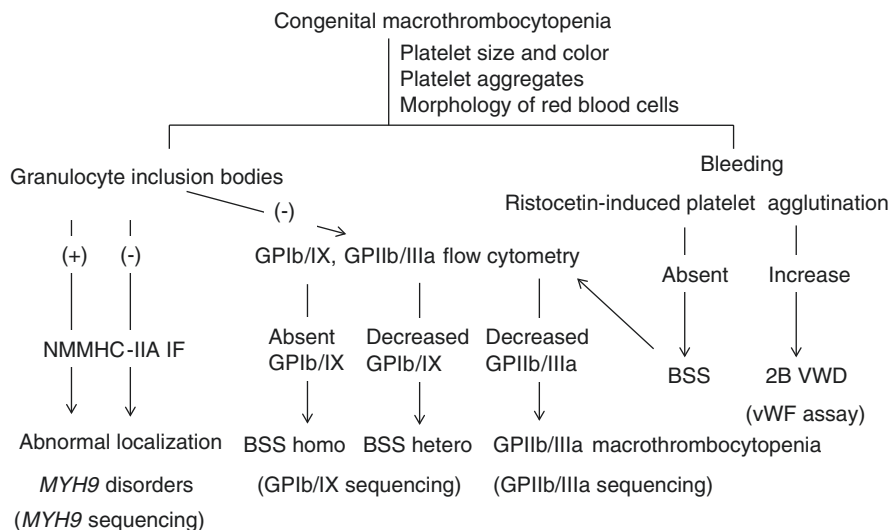 Congenital macrothrombocytopenia
Platelet size and color
Platelet aggregates
Morphology of red blood cells
Granulocyte inclusion bodies
Bleeding
Ristocetin-induced platelet agglutination
(-)
(+) (-)
GPIb/IX, GPIIb/IIIa flow cytometry
Absent Increase
NMMHC-IIA IF
Absent
GPIb/IX
Decreased
GPIb/IX
Decreased
GPIIb/IIIa
BSS 2B VWD
(vWF assay)
Abnormal localization
BSS homo BSS hetero GPIIb/IIIa macrothrombocytopenia
MYH9 disorders
(GPIb/IX sequencing) (GPIIb/IIIa sequencing)
(MYH9 sequencing)